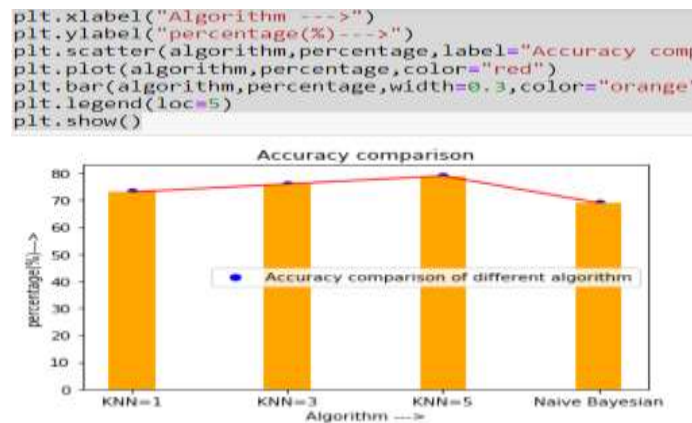 plt.xlabel("Algorithm --->")
plt.ylabel("percentage(%)--->")
plt.scatter(algorithm,percentage,label="Accuracy
plt.plot(algorithm,percentage,color="red")
plt.bar(algorithm,percentage,width=0.3,color="orange"
plt.legend(loc=5)
plt.show()
Accuracy comparison
percentage(%)--->
80
70
60
50
40
30
20
10
0
Accuracy comparison of different algorithm
KNN=1 KNN=3 KNN=5 Naive Bayesian
Algorithm --->